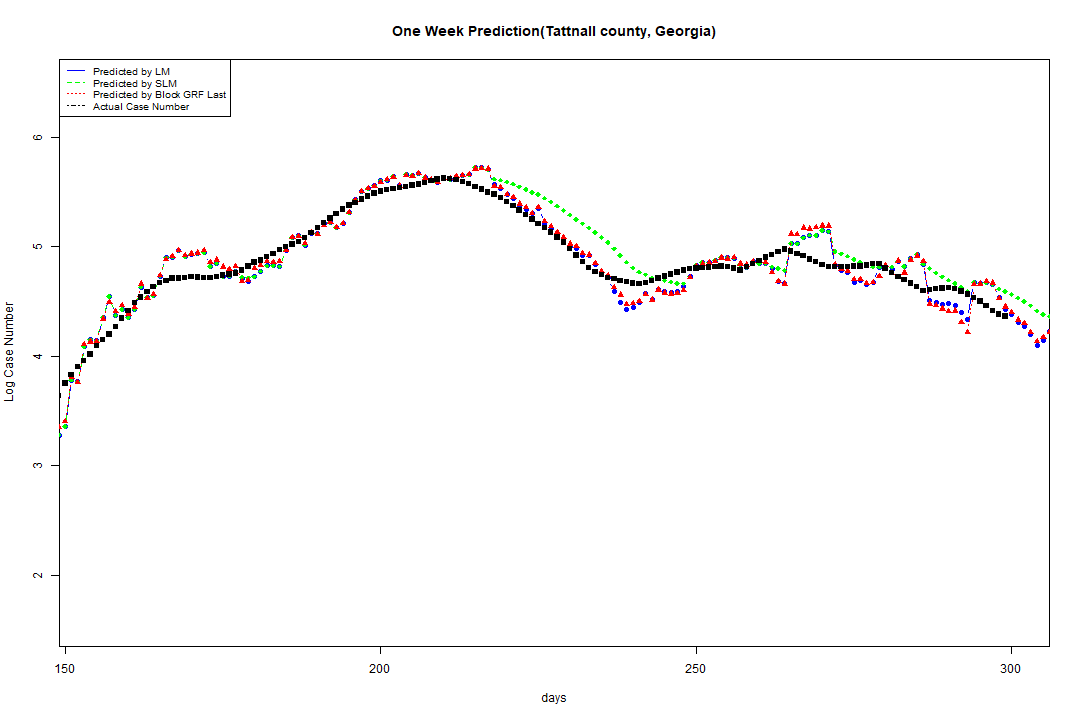 One Week Prediction(Tattnall county, Georgia)
Predicted by LM
Predicted by SLM
Predicted by Block GRF Last
Actual Case Number
6
5
4
3
2
Log Case Number
150
200
250
300
days